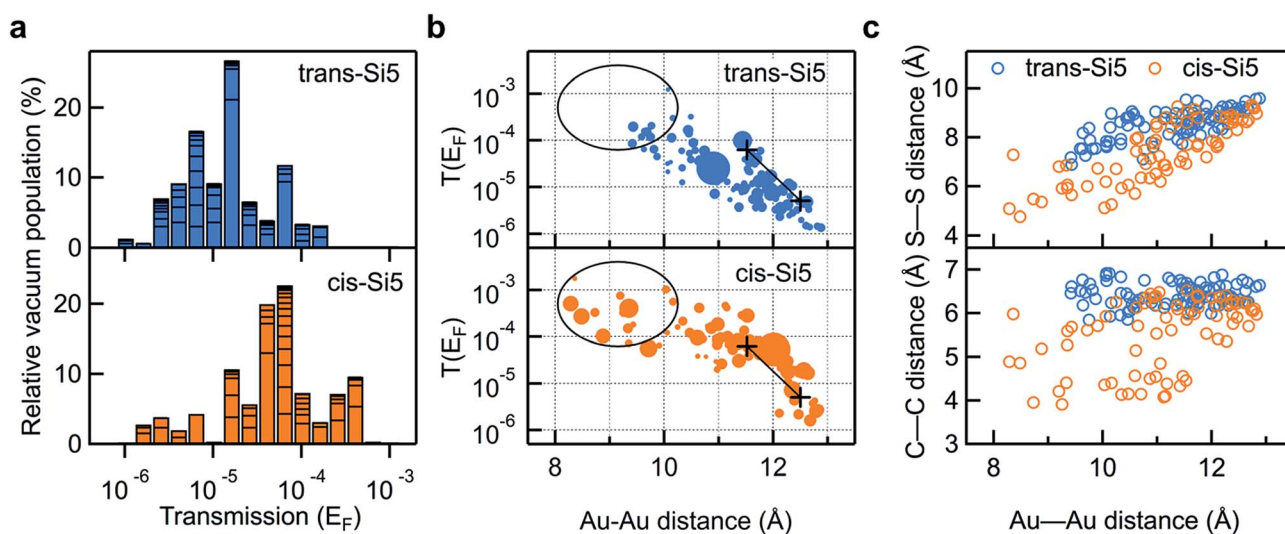 a
Relative vacuum population (%)
trans-Si5
20
10
0
cis-Si5
20
10
0
10-6
10-5
10-4
10-3
Transmission (EF)
b
T(EF)
trans-Si5
10-3
10-4
10-5
10-6
T(EF)
cis-Si5
10-3
10-4
10-5
10-6
8
10
12
Au-Au distance (Å)
c
S—S distance (Å)
trans-Si5
cis-Si5
10
8
6
4
C—C distance (Å)
7
6
5
4
3
8
10
12
Au—Au distance (Å)